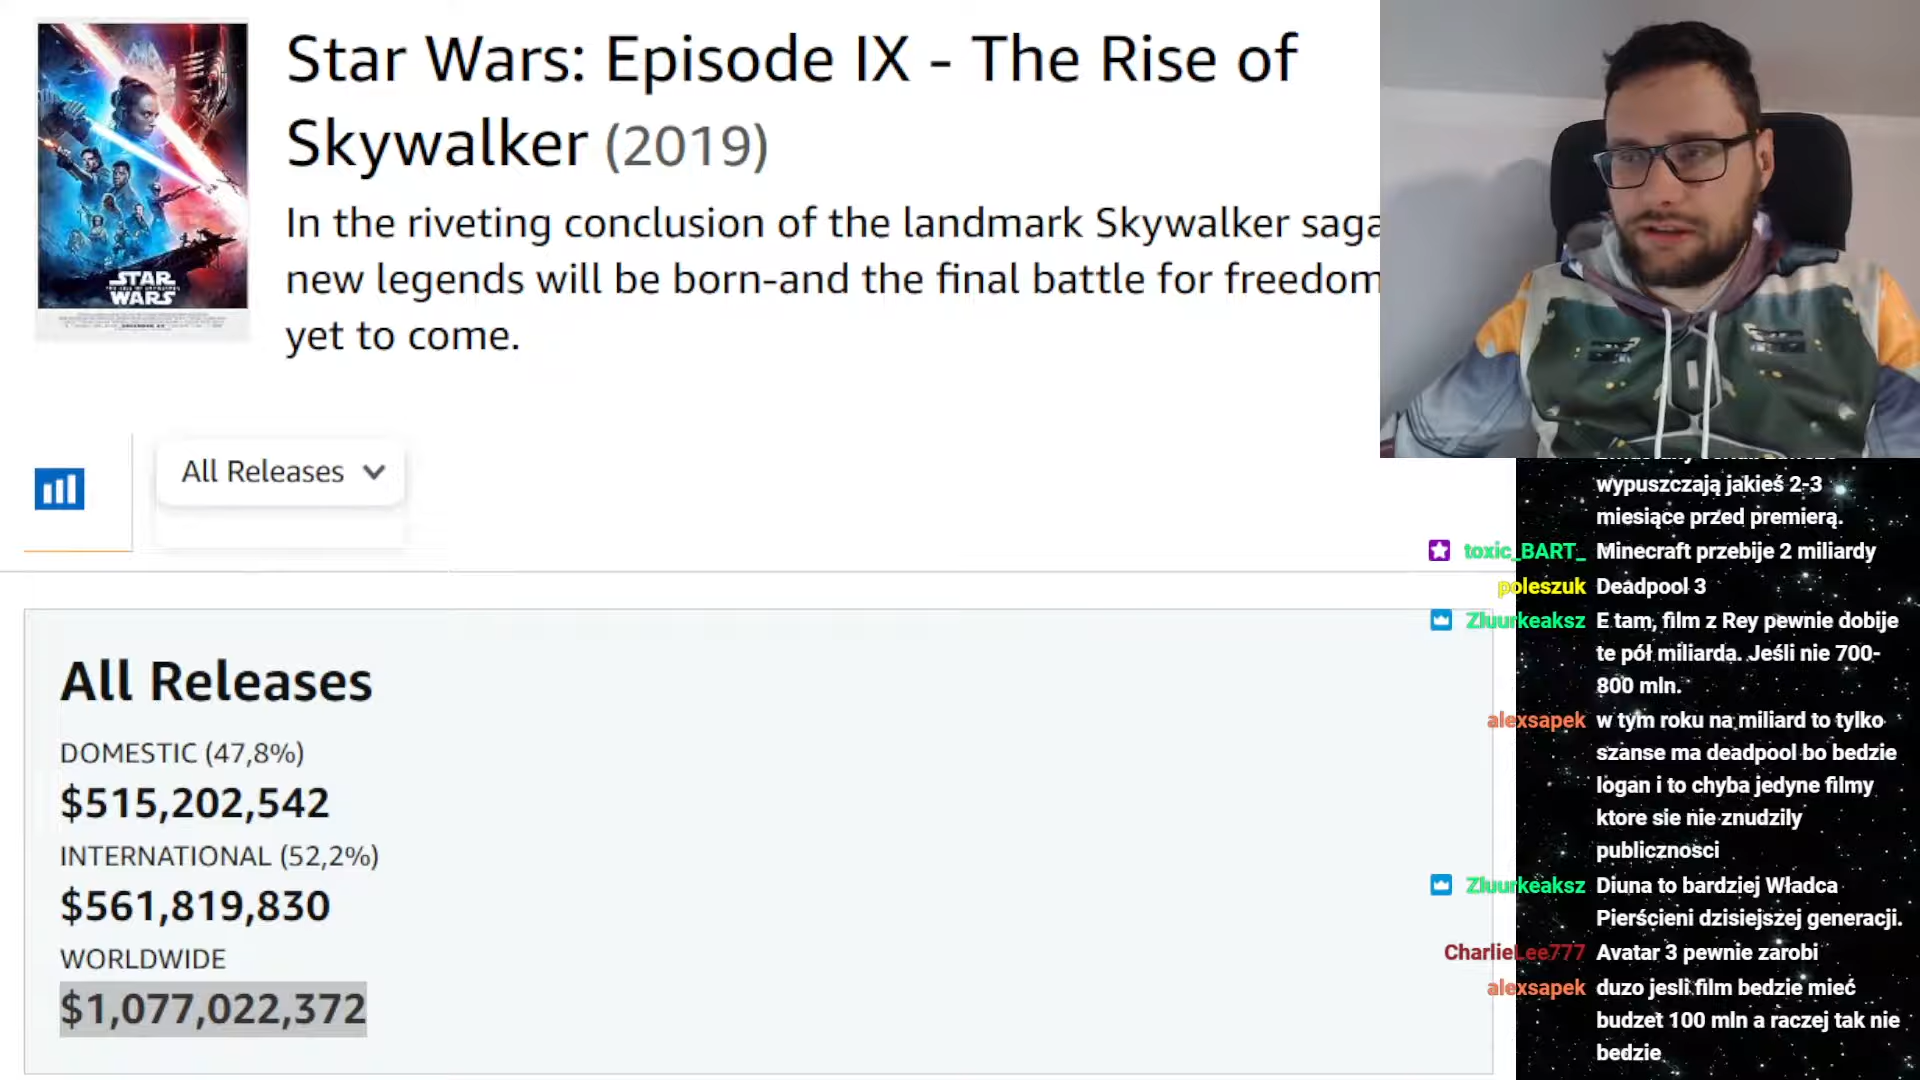 Star Wars: Episode IX - The Rise of
Skywalker (2019)
In the riveting conclusion of the landmark Skywalker saga
new legends will be born-and the final battle for freedom
yet to come.
STAR
WARS
All Releases
All Releases
DOMESTIC (47,8%)
$515,202,542
INTERNATIONAL (52,2%)
$561,819,830
WORLDWIDE
$1,077,022,372
wypuszczają jakieś 2-3
miesiące przed premierą.
toxic_BART_ Minecraft przebije 2 miliardy
poleszuk Deadpool 3
Zluurkeaksz E tam, film z Rey pewnie dobije
te pół miliarda. Jeśli nie 700-
800 mln.
alexsapek w tym roku na miliard to tylko
szanse ma deadpool bo bedzie
logan i to chyba jedyne filmy
ktore sie nie znudzily
publicznosci
Zluurkeaksz Diuna to bardziej Władca
Pierścieni dzisiejszej generacji.
CharlieLee777 Avatar 3 pewnie zarobi
alexsapek duzo jesli film bedzie mieć
budzet 100 mln a raczej tak nie
bedzie